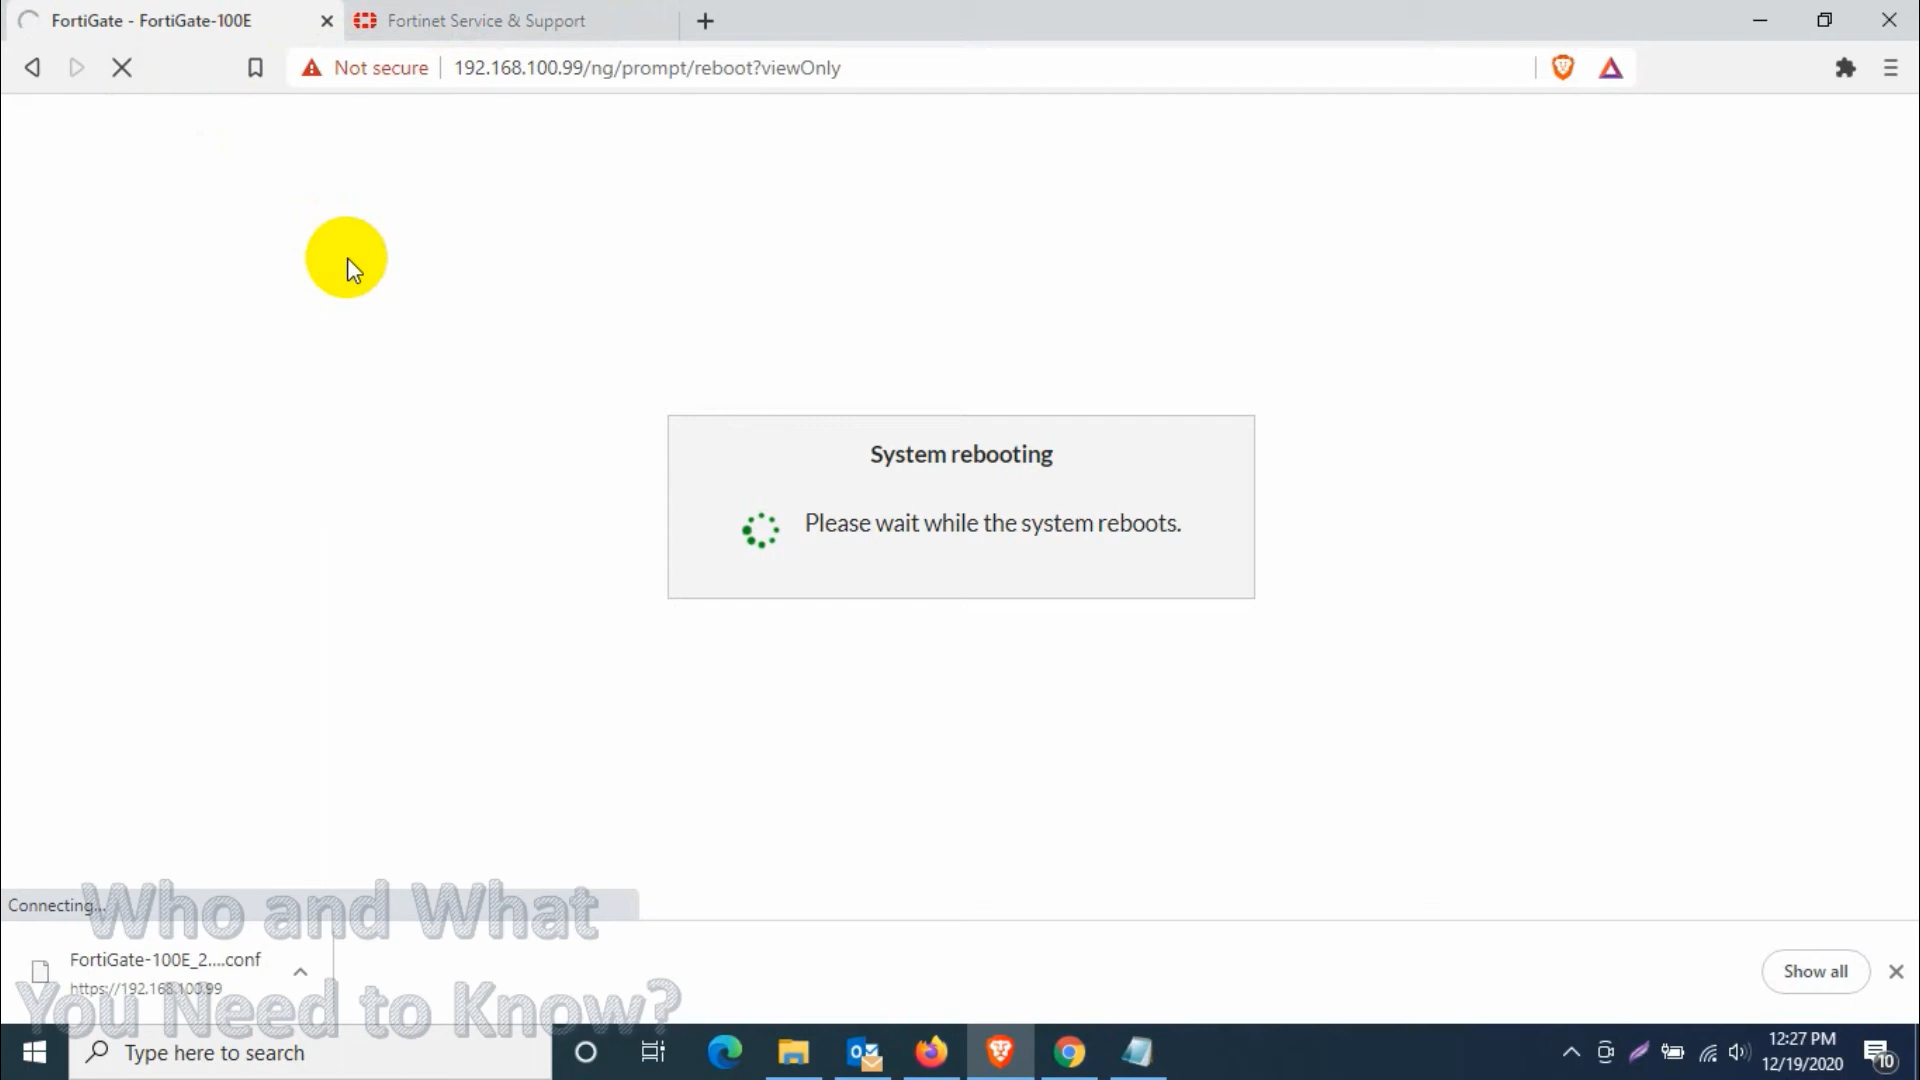 FortiGate - FortiGate-100E
Fortinet Service & Support
Not secure
192.168.100.99/ng/prompt/reboot?viewOnly
System rebooting
Please wait while the system reboots.
Connecting...
Who and What
You Need to Know?
FortiGate-100E_2....conf
https://192.168.100.99
Show all
Type here to search
12:27 PM
12/19/2020
10